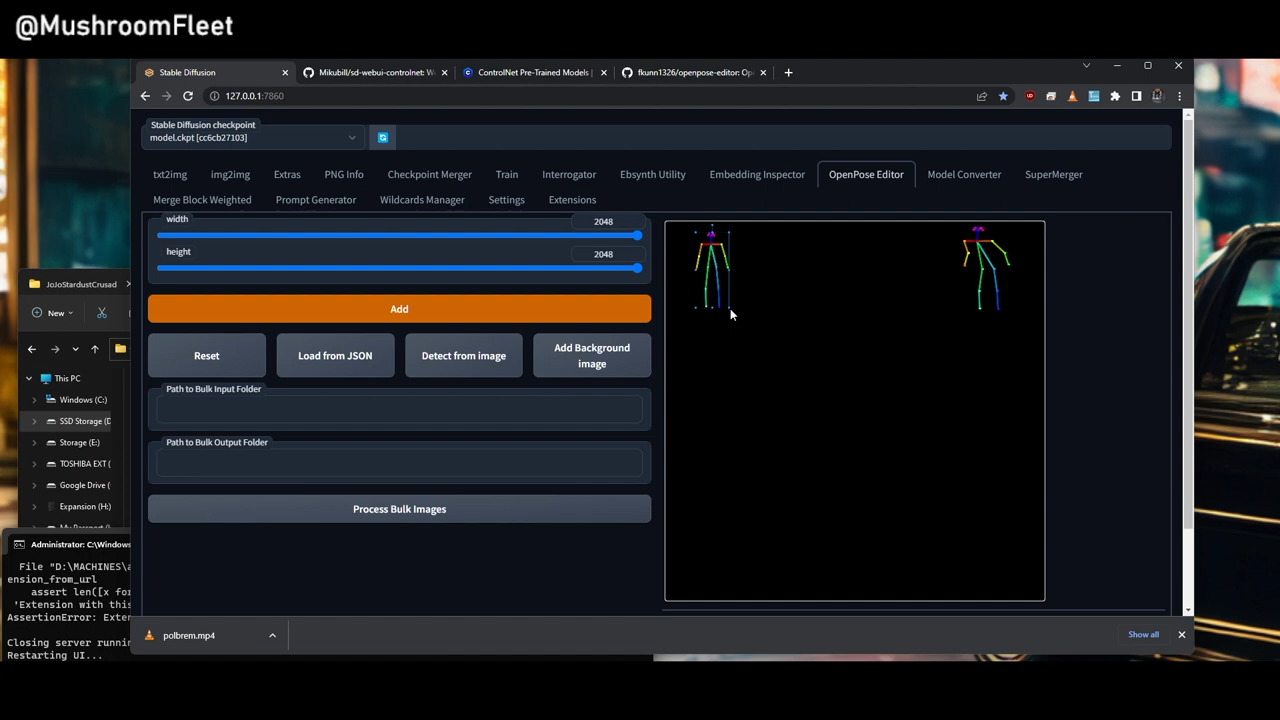 @MushroomFleet
Stable Diffusion
Mikubill/sd-webui-controlnet: W
ControlNet Pre-Trained Models |
fkunn1326/openpose-editor: Op
127.0.0.1:7860
Stable Diffusion checkpoint
model.ckpt [cc6cb27103]
txt2img img2img Extras PNG Info Checkpoint Merger Train Interrogator Ebsynth Utility Embedding Inspector OpenPose Editor Model Converter SuperMerger
Merge Block Weighted Prompt Generator Wildcards Manager Settings Extensions
width 2048
height 2048
Add
Reset
Load from JSON
Detect from image
Add Background
image
Path to Bulk Input Folder
Path to Bulk Output Folder
Process Bulk Images
JoJoStardustCrusad
New
This PC
Windows (C:)
SSD Storage (D
Storage (E:)
TOSHIBA EXT (
Google Drive (
Expansion (H:)
Administrator: C:\Windows
File "D:\MACHINES\a
ension_from_url
assert len([x for
'Extension with this
AssertionError: Exte
Closing server runnin
Restarting UI...
polbrem.mp4
Show all